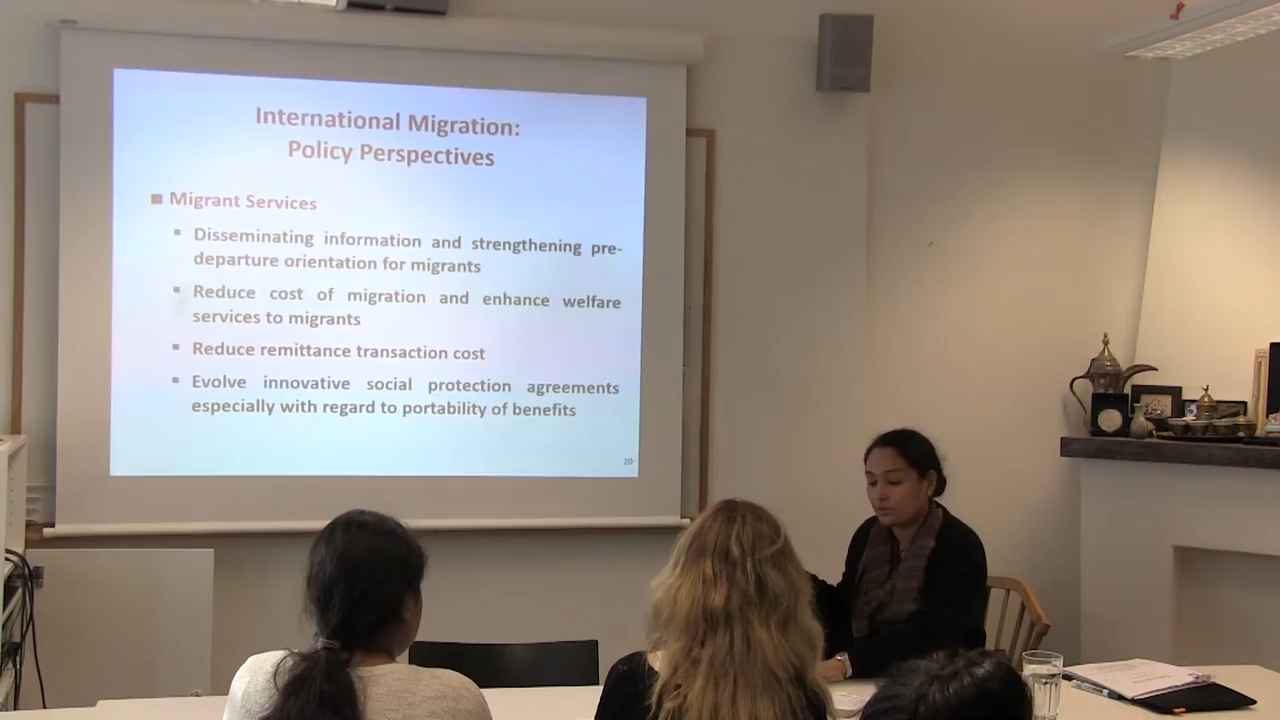 International Migration:
Policy Perspectives
Migrant Services
Disseminating information and strengthening pre-
departure orientation for migrants
Reduce cost of migration and enhance welfare
services to migrants
Reduce remittance transaction cost
Evolve innovative social protection agreements
especially with regard to portability of benefits
20